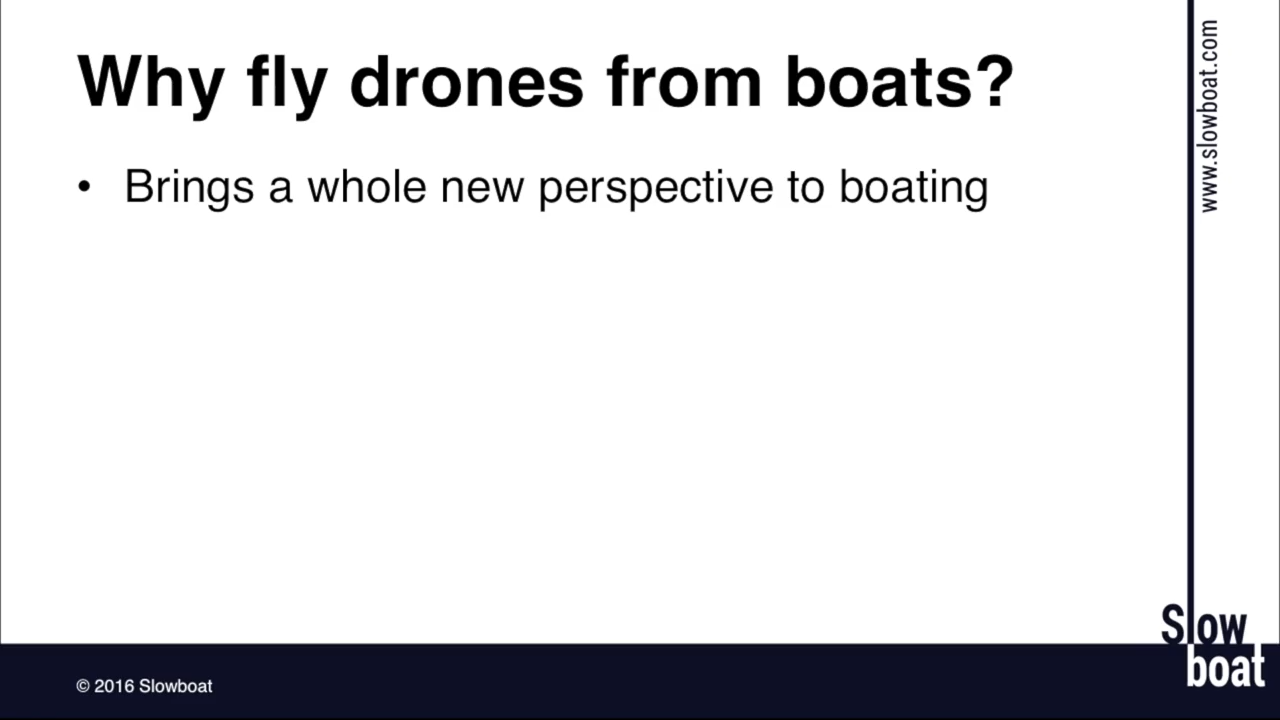 Why fly drones from boats?
• Brings a whole new perspective to boating
www.slowboat.com
Slow
boat
© 2016 Slowboat